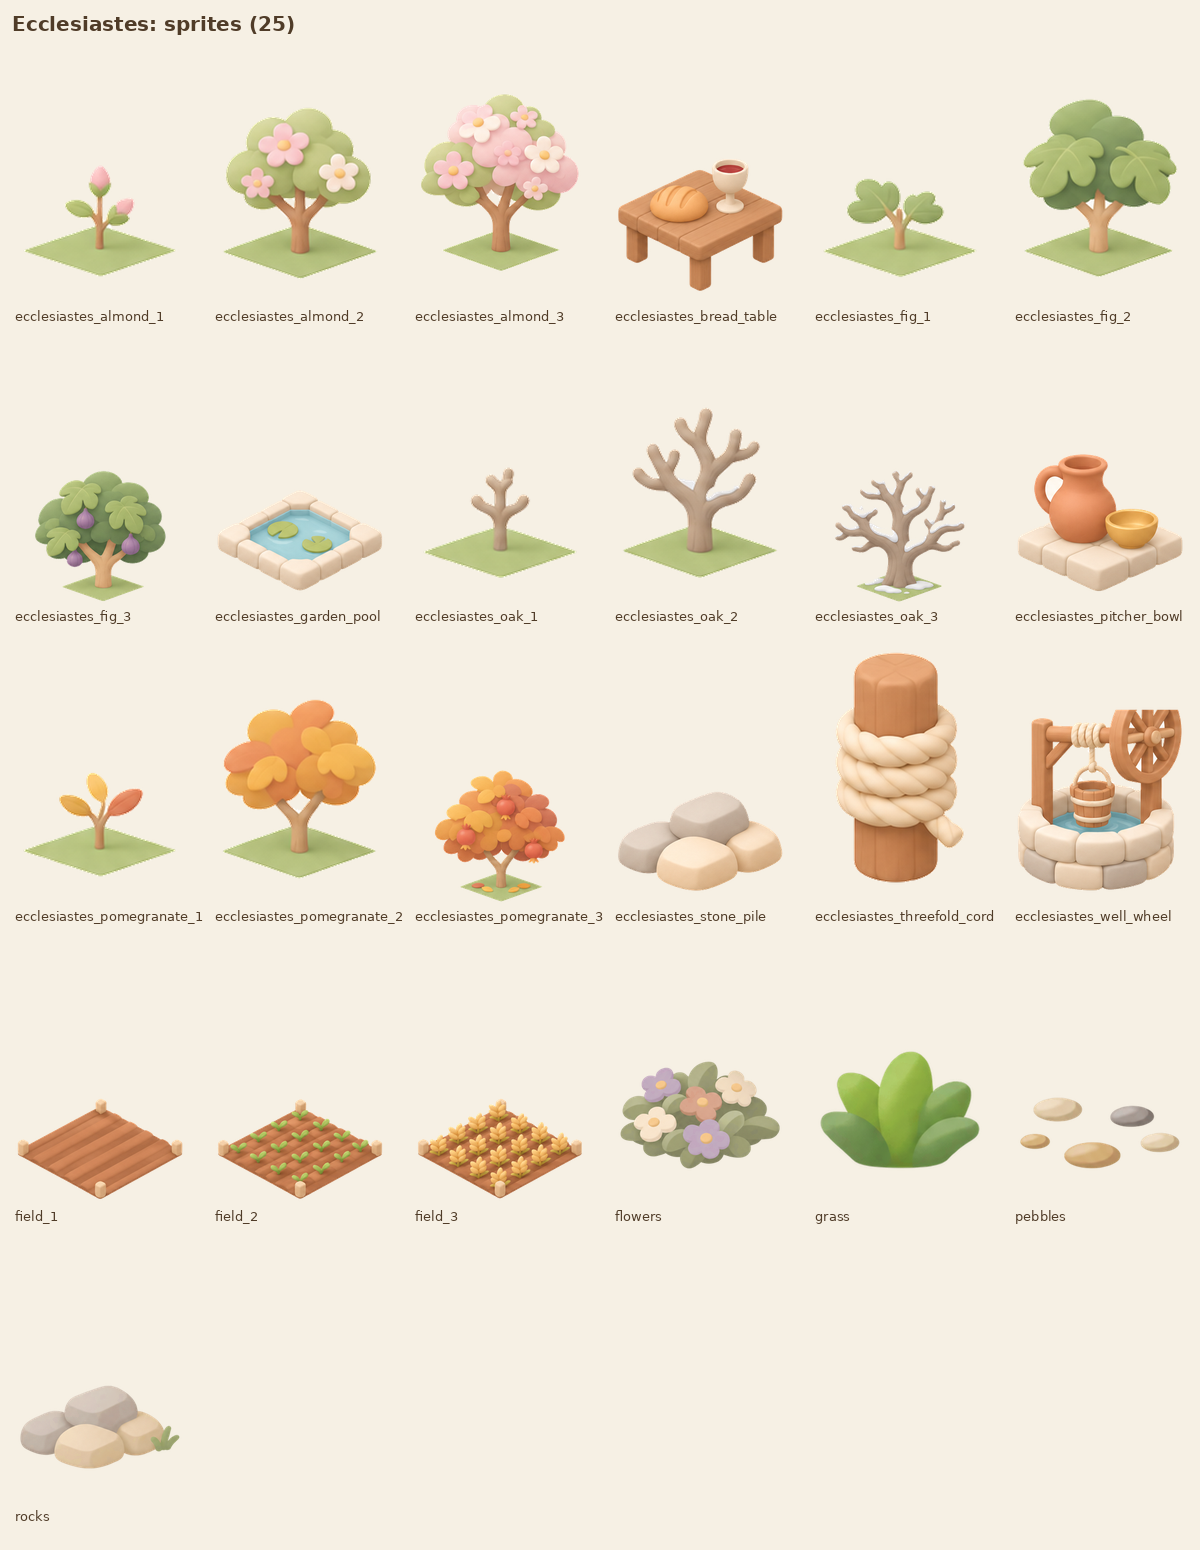 Ecclesiastes: sprites (25)
ecclesiastes_almond_1
ecclesiastes_almond_2
ecclesiastes_almond_3
ecclesiastes_bread_table
ecclesiastes_fig_1
ecclesiastes_fig_2
ecclesiastes_fig_3
ecclesiastes_garden_pool
ecclesiastes_oak_1
ecclesiastes_oak_2
ecclesiastes_oak_3
ecclesiastes_pitcher_bowl
ecclesiastes_pomegranate_1
ecclesiastes_pomegranate_2
ecclesiastes_pomegranate_3
ecclesiastes_stone_pile
ecclesiastes_threefold_cord
ecclesiastes_well_wheel
field_1
field_2
field_3
flowers
grass
pebbles
rocks